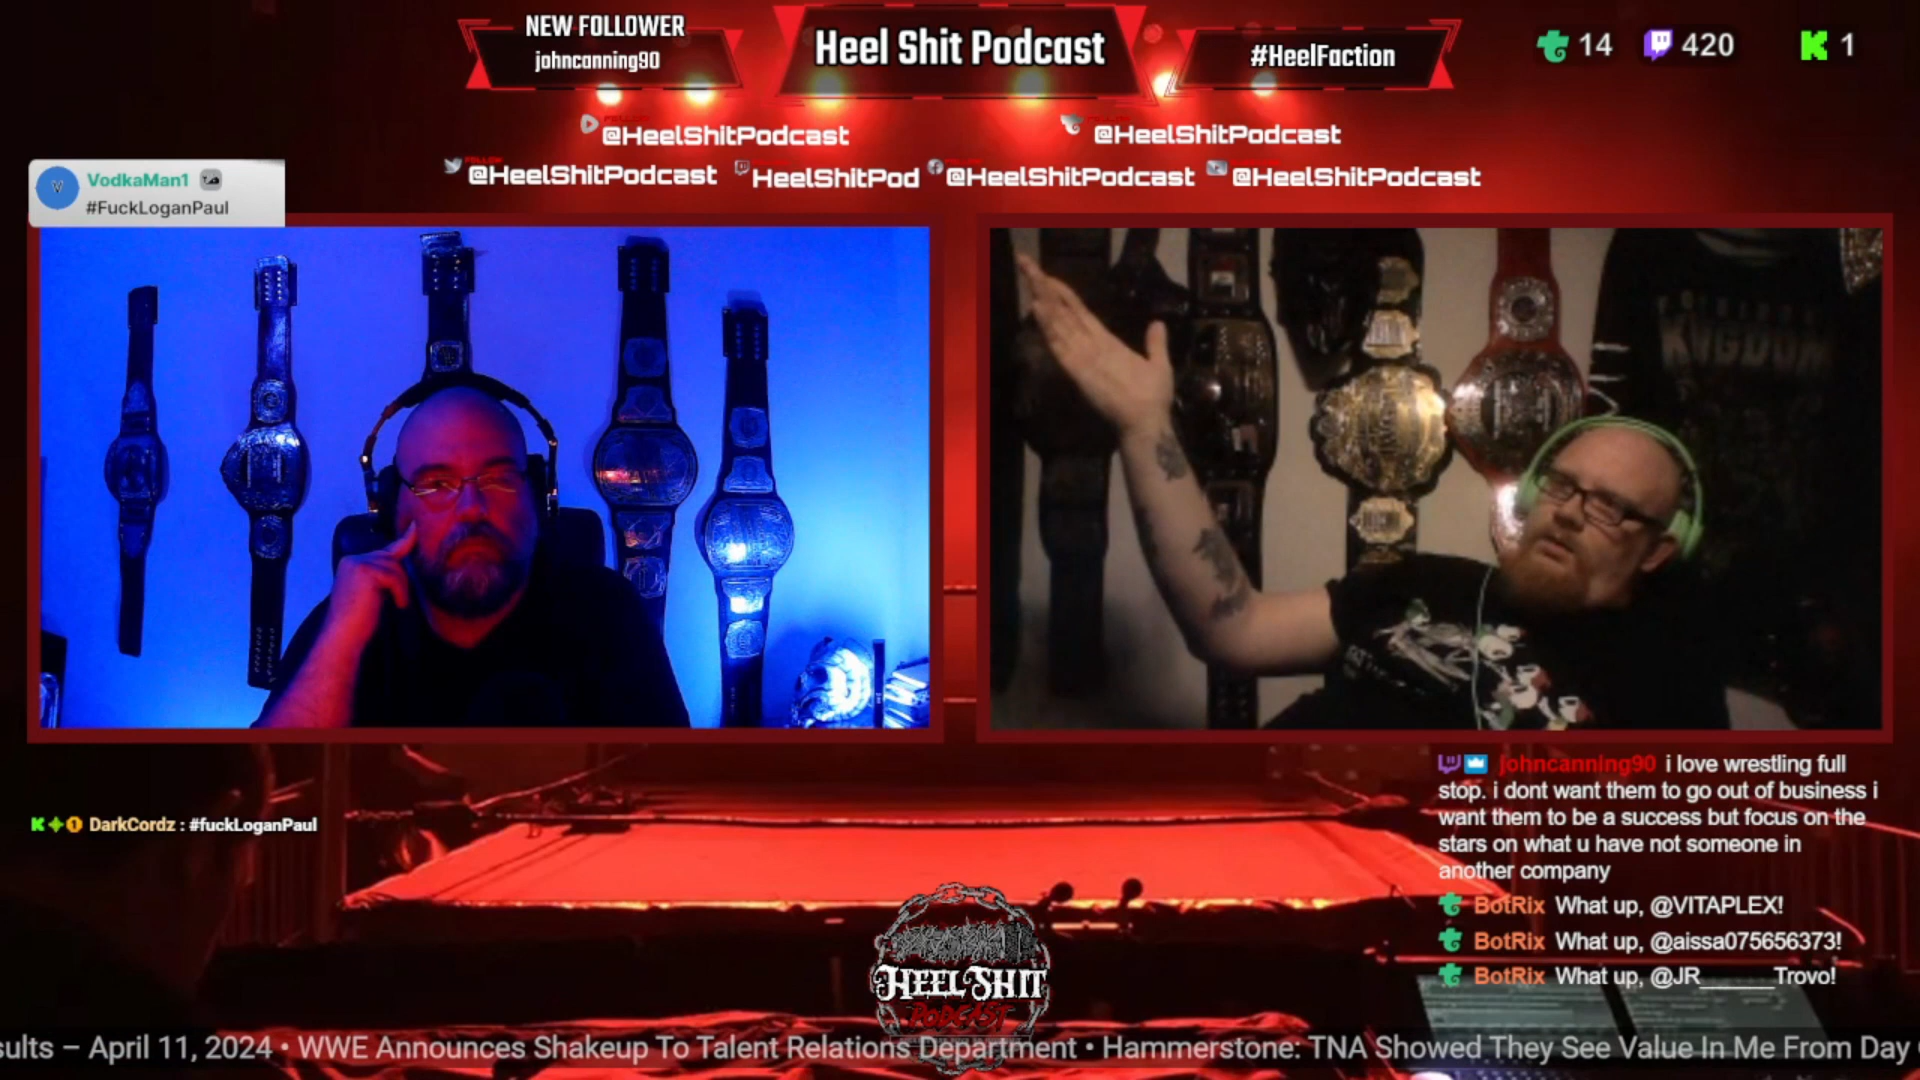 NEW FOLLOWER
johncanning90
Heel Shit Podcast
#HeelFaction
14
420
1
@HeelShitPodcast
@HeelShitPodcast
FOLLOW
@HeelShitPodcast
HeelShitPod
@HeelShitPodcast
@HeelShitPodcast
V
VodkaMan1
#FuckLoganPaul
KINGDOM
johncanning90 i love wrestling full
stop. i dont want them to go out of business i
want them to be a success but focus on the
stars on what u have not someone in
another company
BotRix What up, @VITAPLEX!
BotRix What up, @aissa075656373!
BotRix What up, @JR______Trovo!
DarkCordz : #fuckLoganPaul
HEEL SHIT
PODCAST
sults – April 11, 2024 • WWE Announces Shakeup To Talent Relations Department • Hammerstone: TNA Showed They See Value In Me From Day